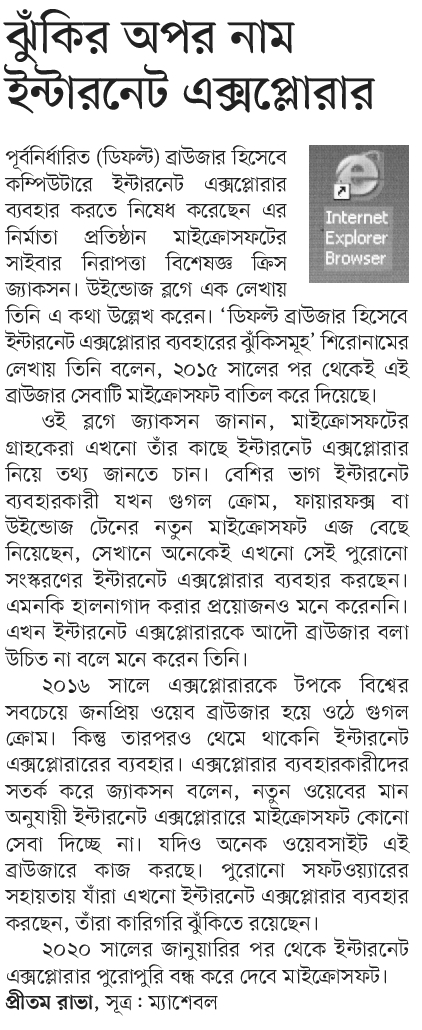 ঝুঁকির অপর নাম
ইন্টারনেট এক্সপ্লোরার
পূর্বনির্ধারিত (ডিফল্ট) ব্রাউজার হিসেবে
কম্পিউটারে ইন্টারনেট এক্সপ্লোরার
ব্যবহার করতে নিষেধ করেছেন এর
নির্মাতা প্রতিষ্ঠান মাইক্রোসফটের
সাইবার নিরাপত্তা বিশেষজ্ঞ ক্রিস
জ্যাকসন। উইন্ডোজ ব্লগে এক লেখায়
Internet
Explorer
Browser
তিনি এ কথা উল্লেখ করেন। ‘ডিফল্ট ব্রাউজার হিসেবে
ইন্টারনেট এক্সপ্লোরার ব্যবহারের ঝুঁকিসমূহ’ শিরোনামের
লেখায় তিনি বলেন, ২০১৫ সালের পর থেকেই এই
ব্রাউজার সেবাটি মাইক্রোসফট বাতিল করে দিয়েছে।
ওই ব্লগে জ্যাকসন জানান, মাইক্রোসফটের
গ্রাহকেরা এখনো তাঁর কাছে ইন্টারনেট এক্সপ্লোরার
নিয়ে তথ্য জানতে চান। বেশির ভাগ ইন্টারনেট
ব্যবহারকারী যখন গুগল ক্রোম, ফায়ারফক্স বা
উইন্ডোজ টেনের নতুন মাইক্রোসফট এজ বেছে
নিয়েছেন, সেখানে অনেকেই এখনো সেই পুরোনো
সংস্করণের ইন্টারনেট এক্সপ্লোরার ব্যবহার করছেন।
এমনকি হালনাগাদ করার প্রয়োজনও মনে করেননি।
এখন ইন্টারনেট এক্সপ্লোরারকে আদৌ ব্রাউজার বলা
উচিত না বলে মনে করেন তিনি।
২০১৬ সালে এক্সপ্লোরারকে টপকে বিশ্বের
সবচেয়ে জনপ্রিয় ওয়েব ব্রাউজার হয়ে ওঠে গুগল
ক্রোম। কিন্তু তারপরও থেমে থাকেনি ইন্টারনেট
এক্সপ্লোরারের ব্যবহার। এক্সপ্লোরার ব্যবহারকারীদের
সতর্ক করে জ্যাকসন বলেন, নতুন ওয়েবের মান
অনুযায়ী ইন্টারনেট এক্সপ্লোরারে মাইক্রোসফট কোনো
সেবা দিচ্ছে না। যদিও অনেক ওয়েবসাইট এই
ব্রাউজারে কাজ করছে। পুরোনো সফটওয়্যারের
সহায়তায় যাঁরা এখনো ইন্টারনেট এক্সপ্লোরার ব্যবহার
করছেন, তাঁরা কারিগরি ঝুঁকিতে রয়েছেন।
২০২০ সালের জানুয়ারির পর থেকে ইন্টারনেট
এক্সপ্লোরার পুরোপুরি বন্ধ করে দেবে মাইক্রোসফট।
প্রীতম রাভা, সূত্র : ম্যাশেবল